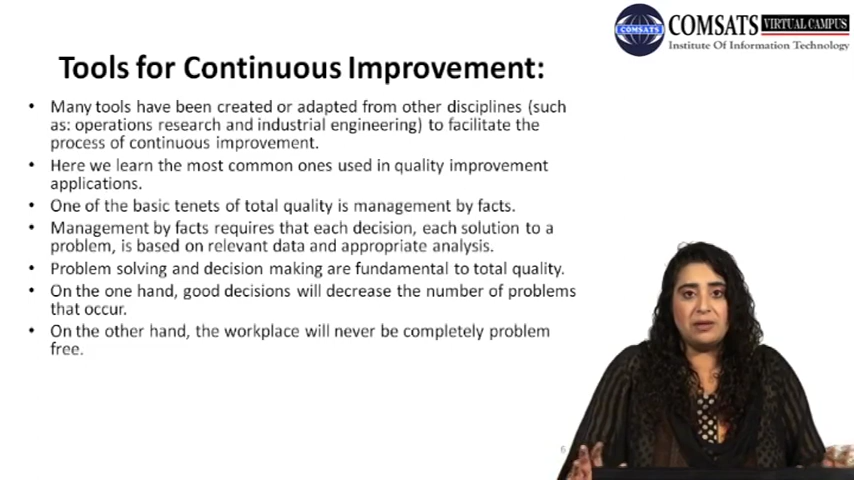 COMSATS VIRTUAL CAMPUS
COMSATS
Institute Of Information Technology
Tools for Continuous Improvement:
• Many tools have been created or adapted from other disciplines (such
as: operations research and industrial engineering) to facilitate the
process of continuous improvement.
• Here we learn the most common ones used in quality improvement
applications.
• One of the basic tenets of total quality is management by facts.
• Management by facts requires that each decision, each solution to a
problem, is based on relevant data and appropriate analysis.
• Problem solving and decision making are fundamental to total quality.
• On the one hand, good decisions will decrease the number of problems
that occur.
• On the other hand, the workplace will never be completely problem
free.
6